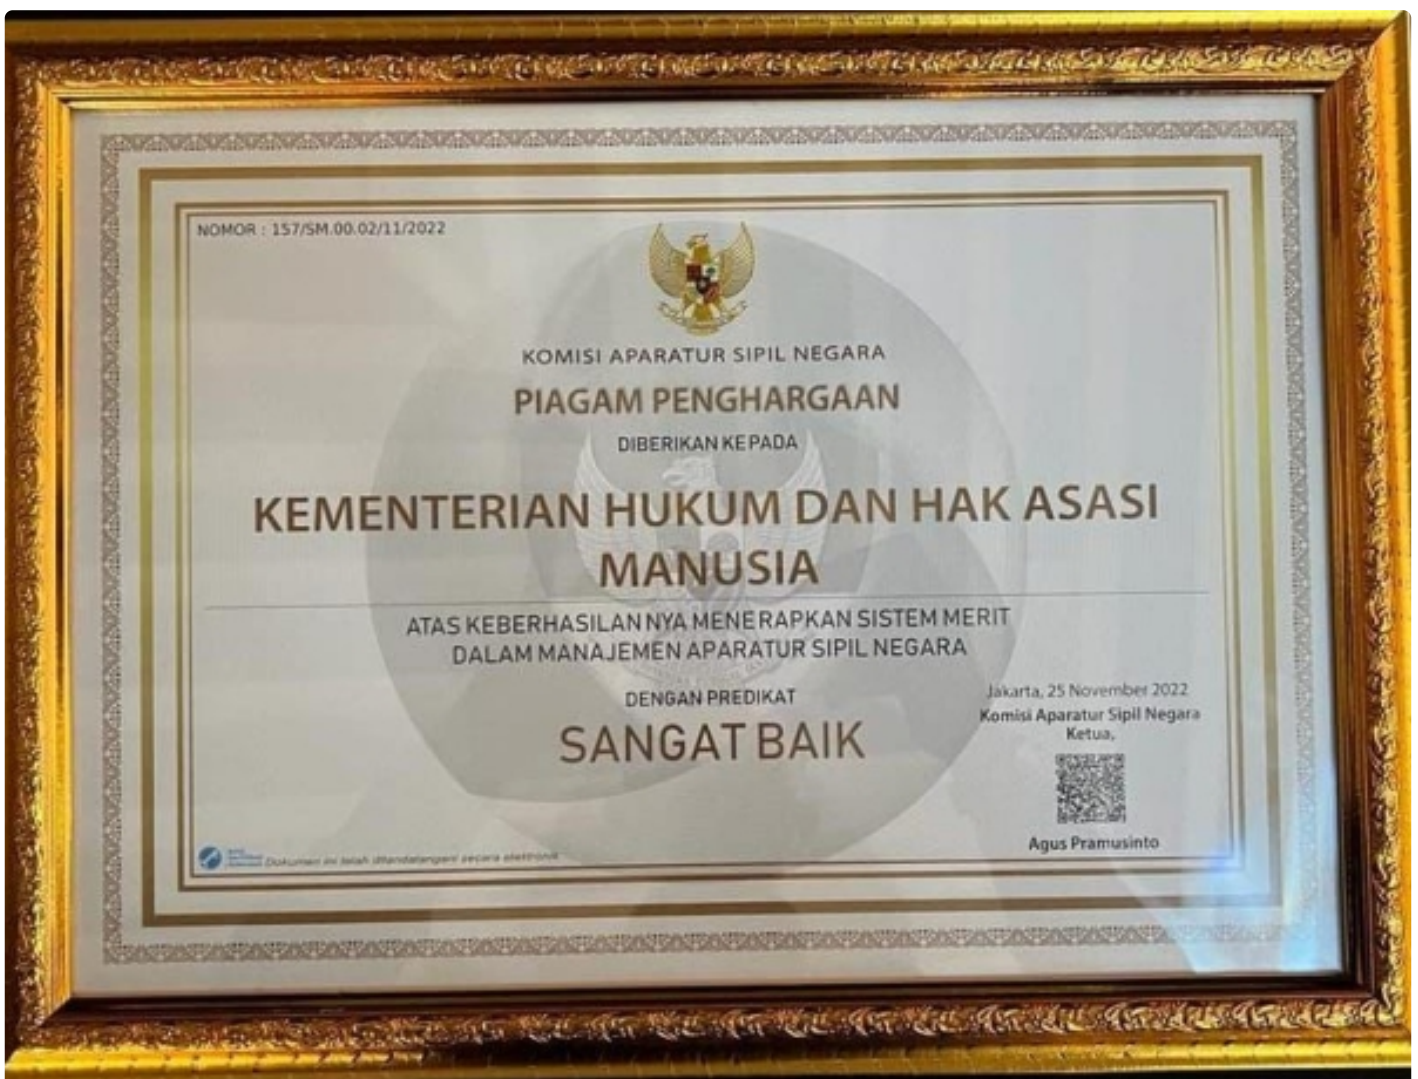 NOMOR : 157/SM.00.02/11/2022
KOMISI APARATUR SIPIL NEGARA
PIAGAM PENGHARGAAN
DIBERIKAN KEPADA
KEMENTERIAN HUKUM DAN HAK ASASI
MANUSIA
ATAS KEBERHASILAN NYA MENERAPKAN SISTEM MERIT
DALAM MANAJEMEN APARATUR SIPIL NEGARA
DENGAN PREDIKAT
SANGAT BAIK
Jakarta, 25 November 2022
Komisi Aparatur Sipil Negara
Ketua,
Agus Pramusinto
Dokumen ini telah ditandatangani secara elektronik